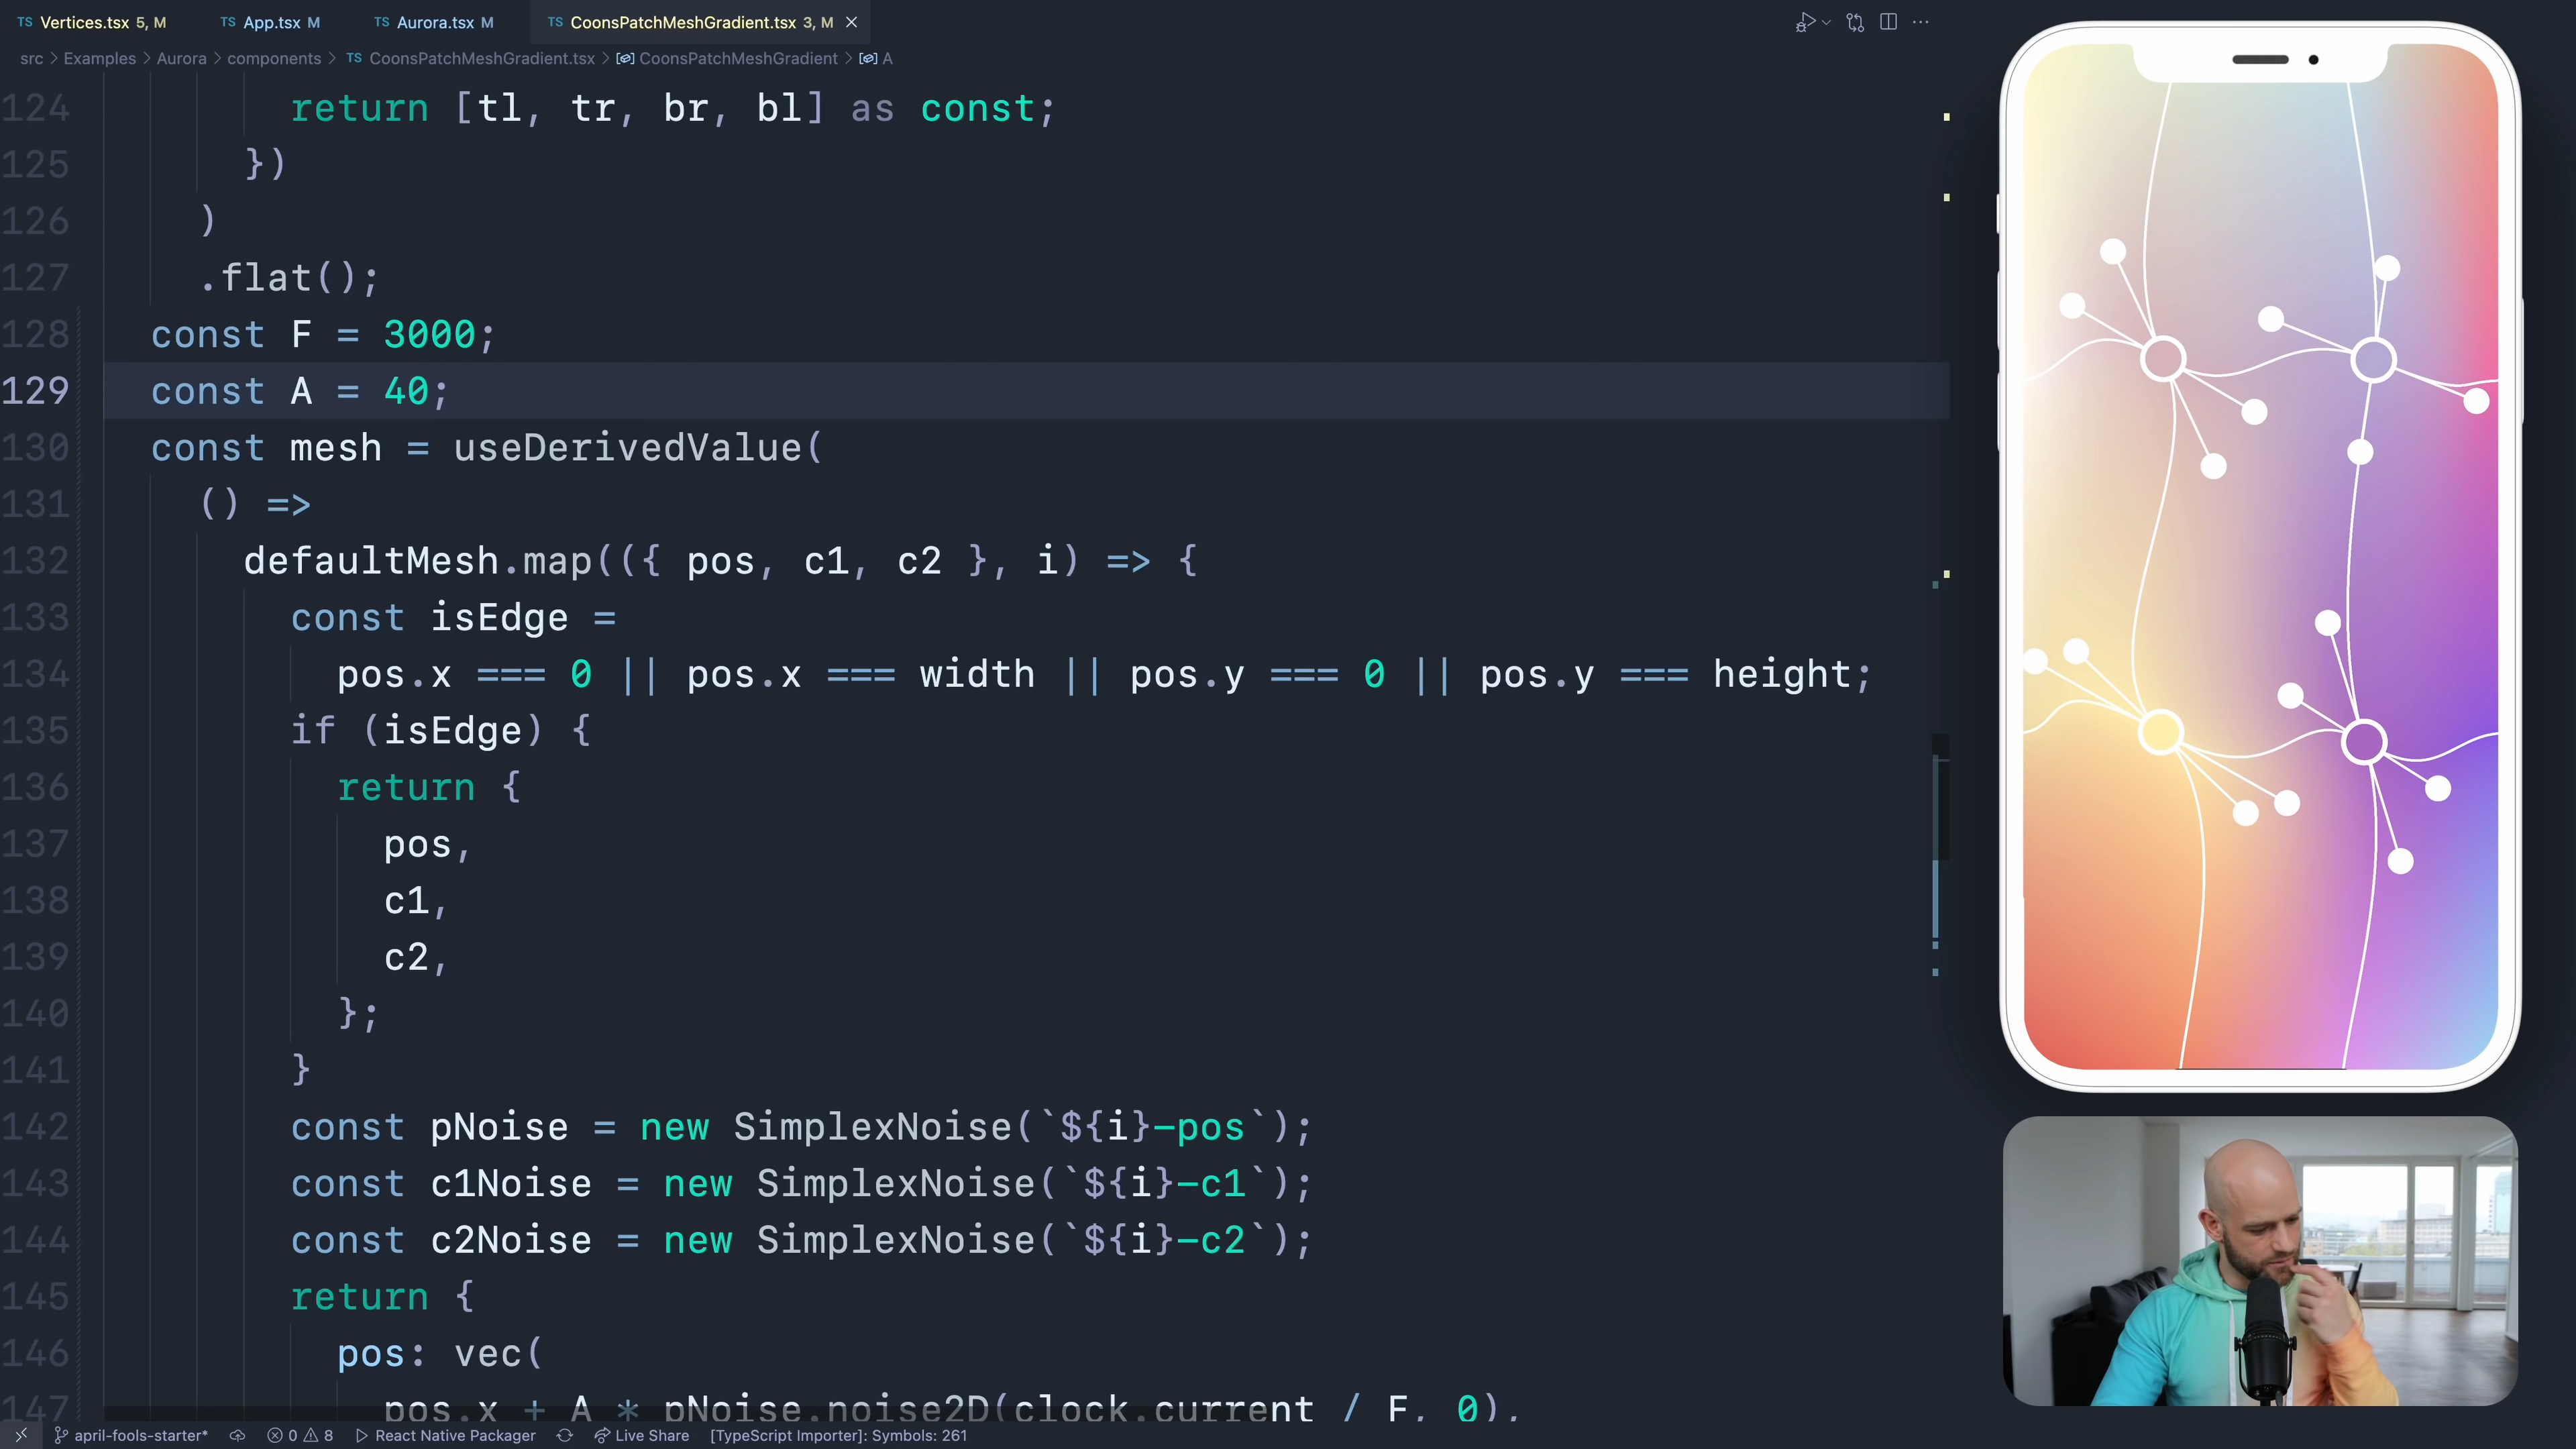 TS Vertices.tsx 5, M TS App.tsx M TS Aurora.tsx M TS CoonsPatchMeshGradient.tsx 3, M
src > Examples > Aurora > components > TS CoonsPatchMeshGradient.tsx > CoonsPatchMeshGradient > A
124 return [tl, tr, br, bl] as const;
125 })
126 )
127 .flat();
128 const F = 3000;
129 const A = 40;
130 const mesh = useDerivedValue(
131 () =>
132 defaultMesh.map(({ pos, c1, c2 }, i) => {
133 const isEdge =
134 pos.x === 0 || pos.x === width || pos.y === 0 || pos.y === height;
135 if (isEdge) {
136 return {
137 pos,
138 c1,
139 c2,
140 };
141 }
142 const pNoise = new SimplexNoise(`${i}-pos`);
143 const c1Noise = new SimplexNoise(`${i}-c1`);
144 const c2Noise = new SimplexNoise(`${i}-c2`);
145 return {
146 pos: vec(
147 pos.x + A * pNoise.noise2D(clock.current / F, 0),
april-fools-starter* 0 8 React Native Packager Live Share [TypeScript Importer]: Symbols: 261